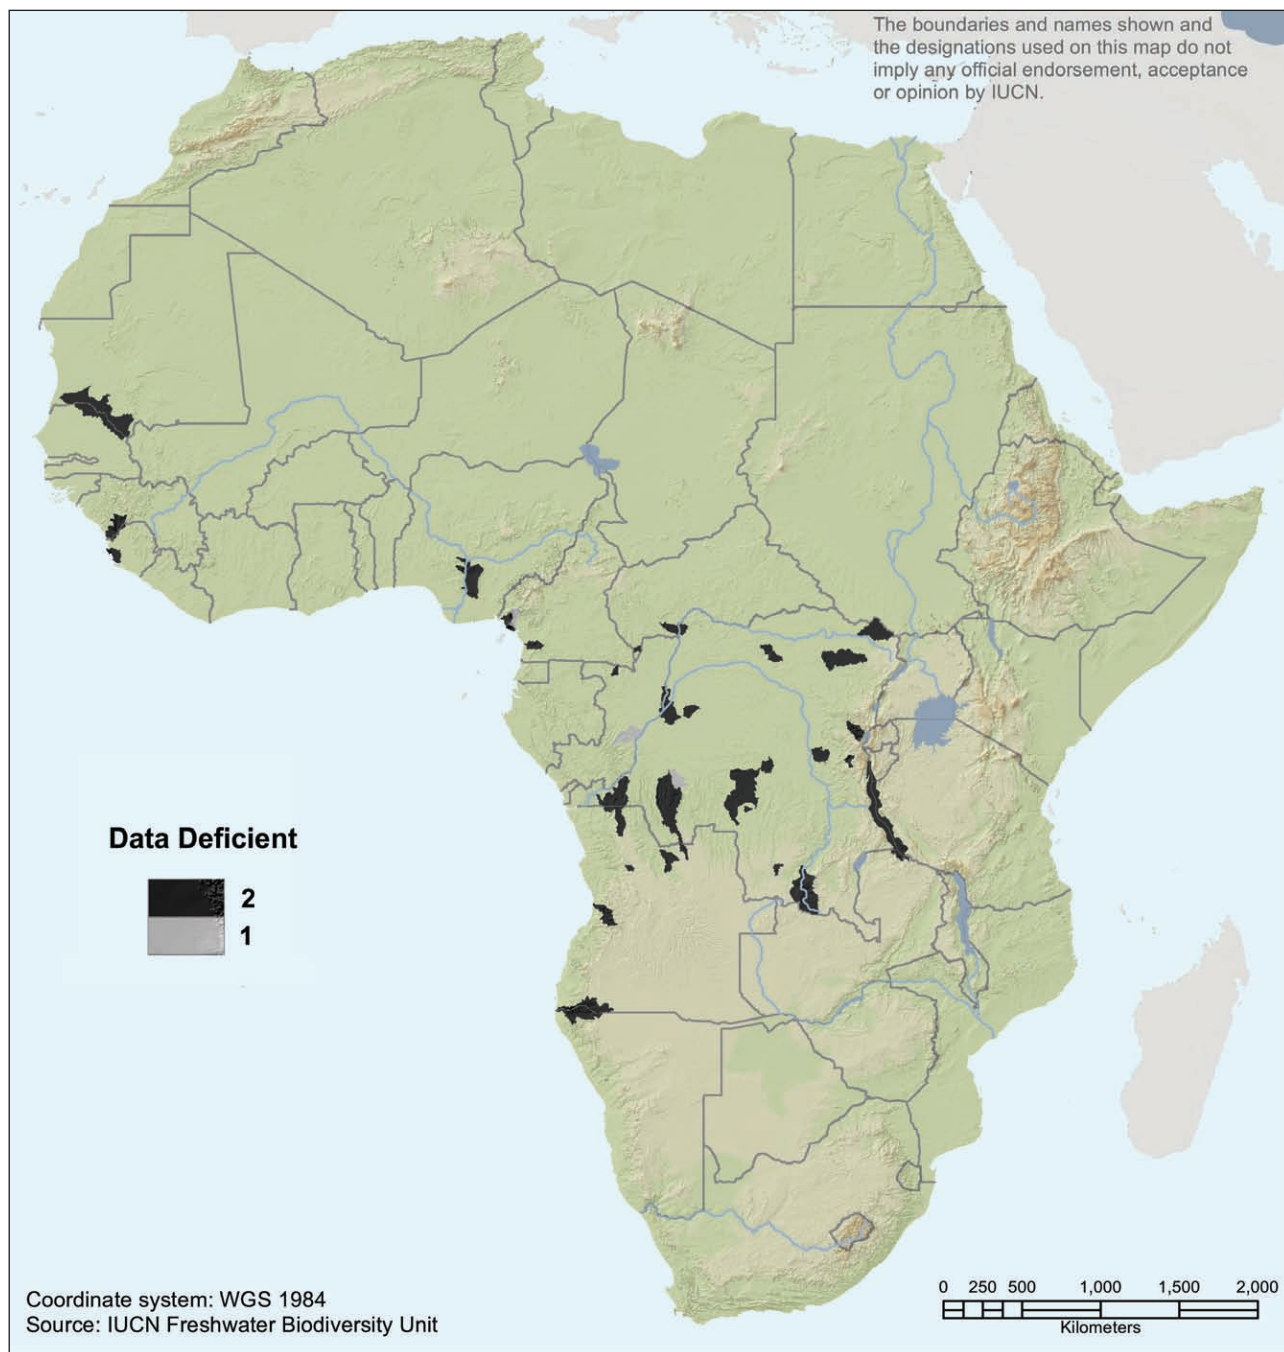 The boundaries and names shown and
the designations used on this map do not
imply any official endorsement, acceptance
or opinion by IUCN.
Data Deficient
2
1
Coordinate system: WGS 1984
Source: IUCN Freshwater Biodiversity Unit
0 250 500 1,000 1,500 2,000
Kilometers